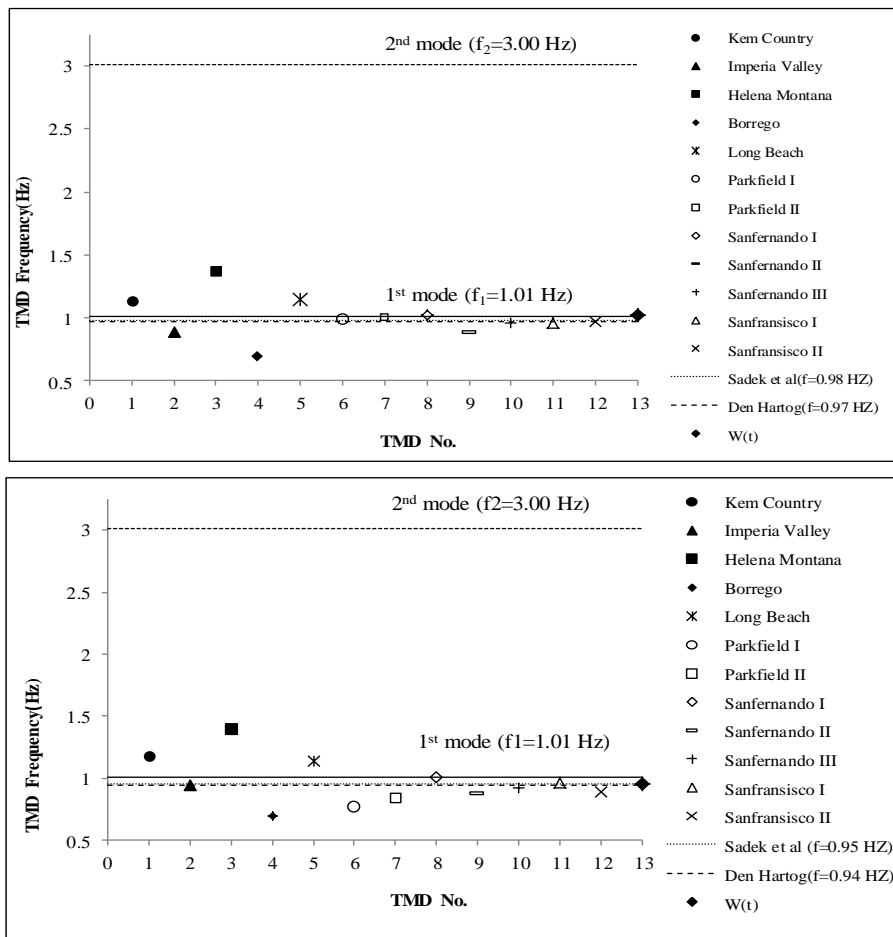 2nd mode (f2=3.00 Hz)
1st mode (f1=1.01 Hz)
TMD Frequency(Hz)
3
2.5
2
1.5
1
0.5
0 1 2 3 4 5 6 7 8 9 10 11 12 13
TMD No.
Kem Country
Imperia Valley
Helena Montana
Borrego
Long Beach
Parkfield I
Parkfield II
Sanfernando I
Sanfernando II
Sanfernando III
Sanfransisco I
Sanfransisco II
Sadek et al(f=0.98 HZ)
Den Hartog(f=0.97 HZ)
W(t)
2nd mode (f2=3.00 Hz)
1st mode (f1=1.01 Hz)
TMD Frequency(Hz)
3
2.5
2
1.5
1
0.5
0 1 2 3 4 5 6 7 8 9 10 11 12 13
TMD No.
Kem Country
Imperia Valley
Helena Montana
Borrego
Long Beach
Parkfield I
Parkfield II
Sanfernando I
Sanfernando II
Sanfernando III
Sanfransisco I
Sanfransisco II
Sadek et al (f=0.95 HZ)
Den Hartog (f=0.94 HZ)
W(t)